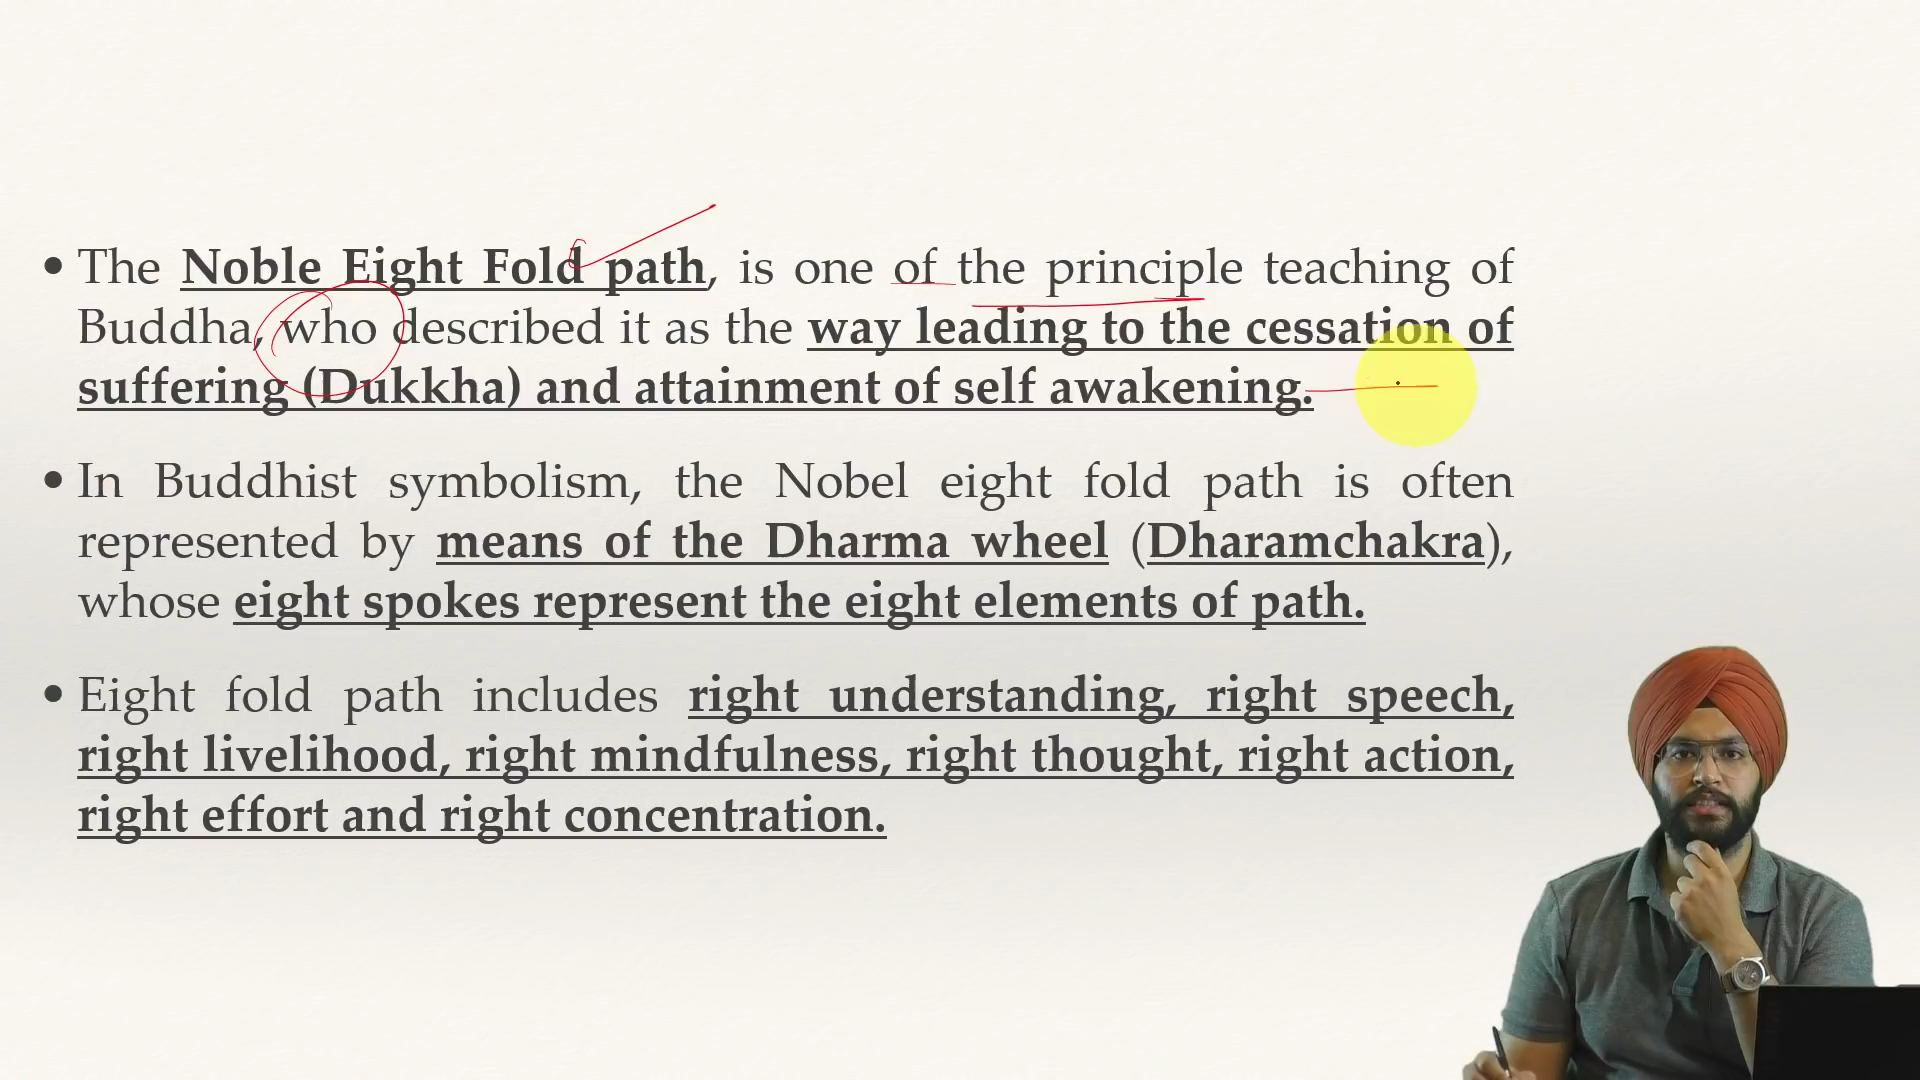 • The Noble Eight Fold path, is one of the principle teaching of
Buddha, who described it as the way leading to the cessation of
suffering (Dukkha) and attainment of self awakening.
• In Buddhist symbolism, the Nobel eight fold path is often
represented by means of the Dharma wheel (Dharamchakra),
whose eight spokes represent the eight elements of path.
• Eight fold path includes right understanding, right speech,
right livelihood, right mindfulness, right thought, right action,
right effort and right concentration.